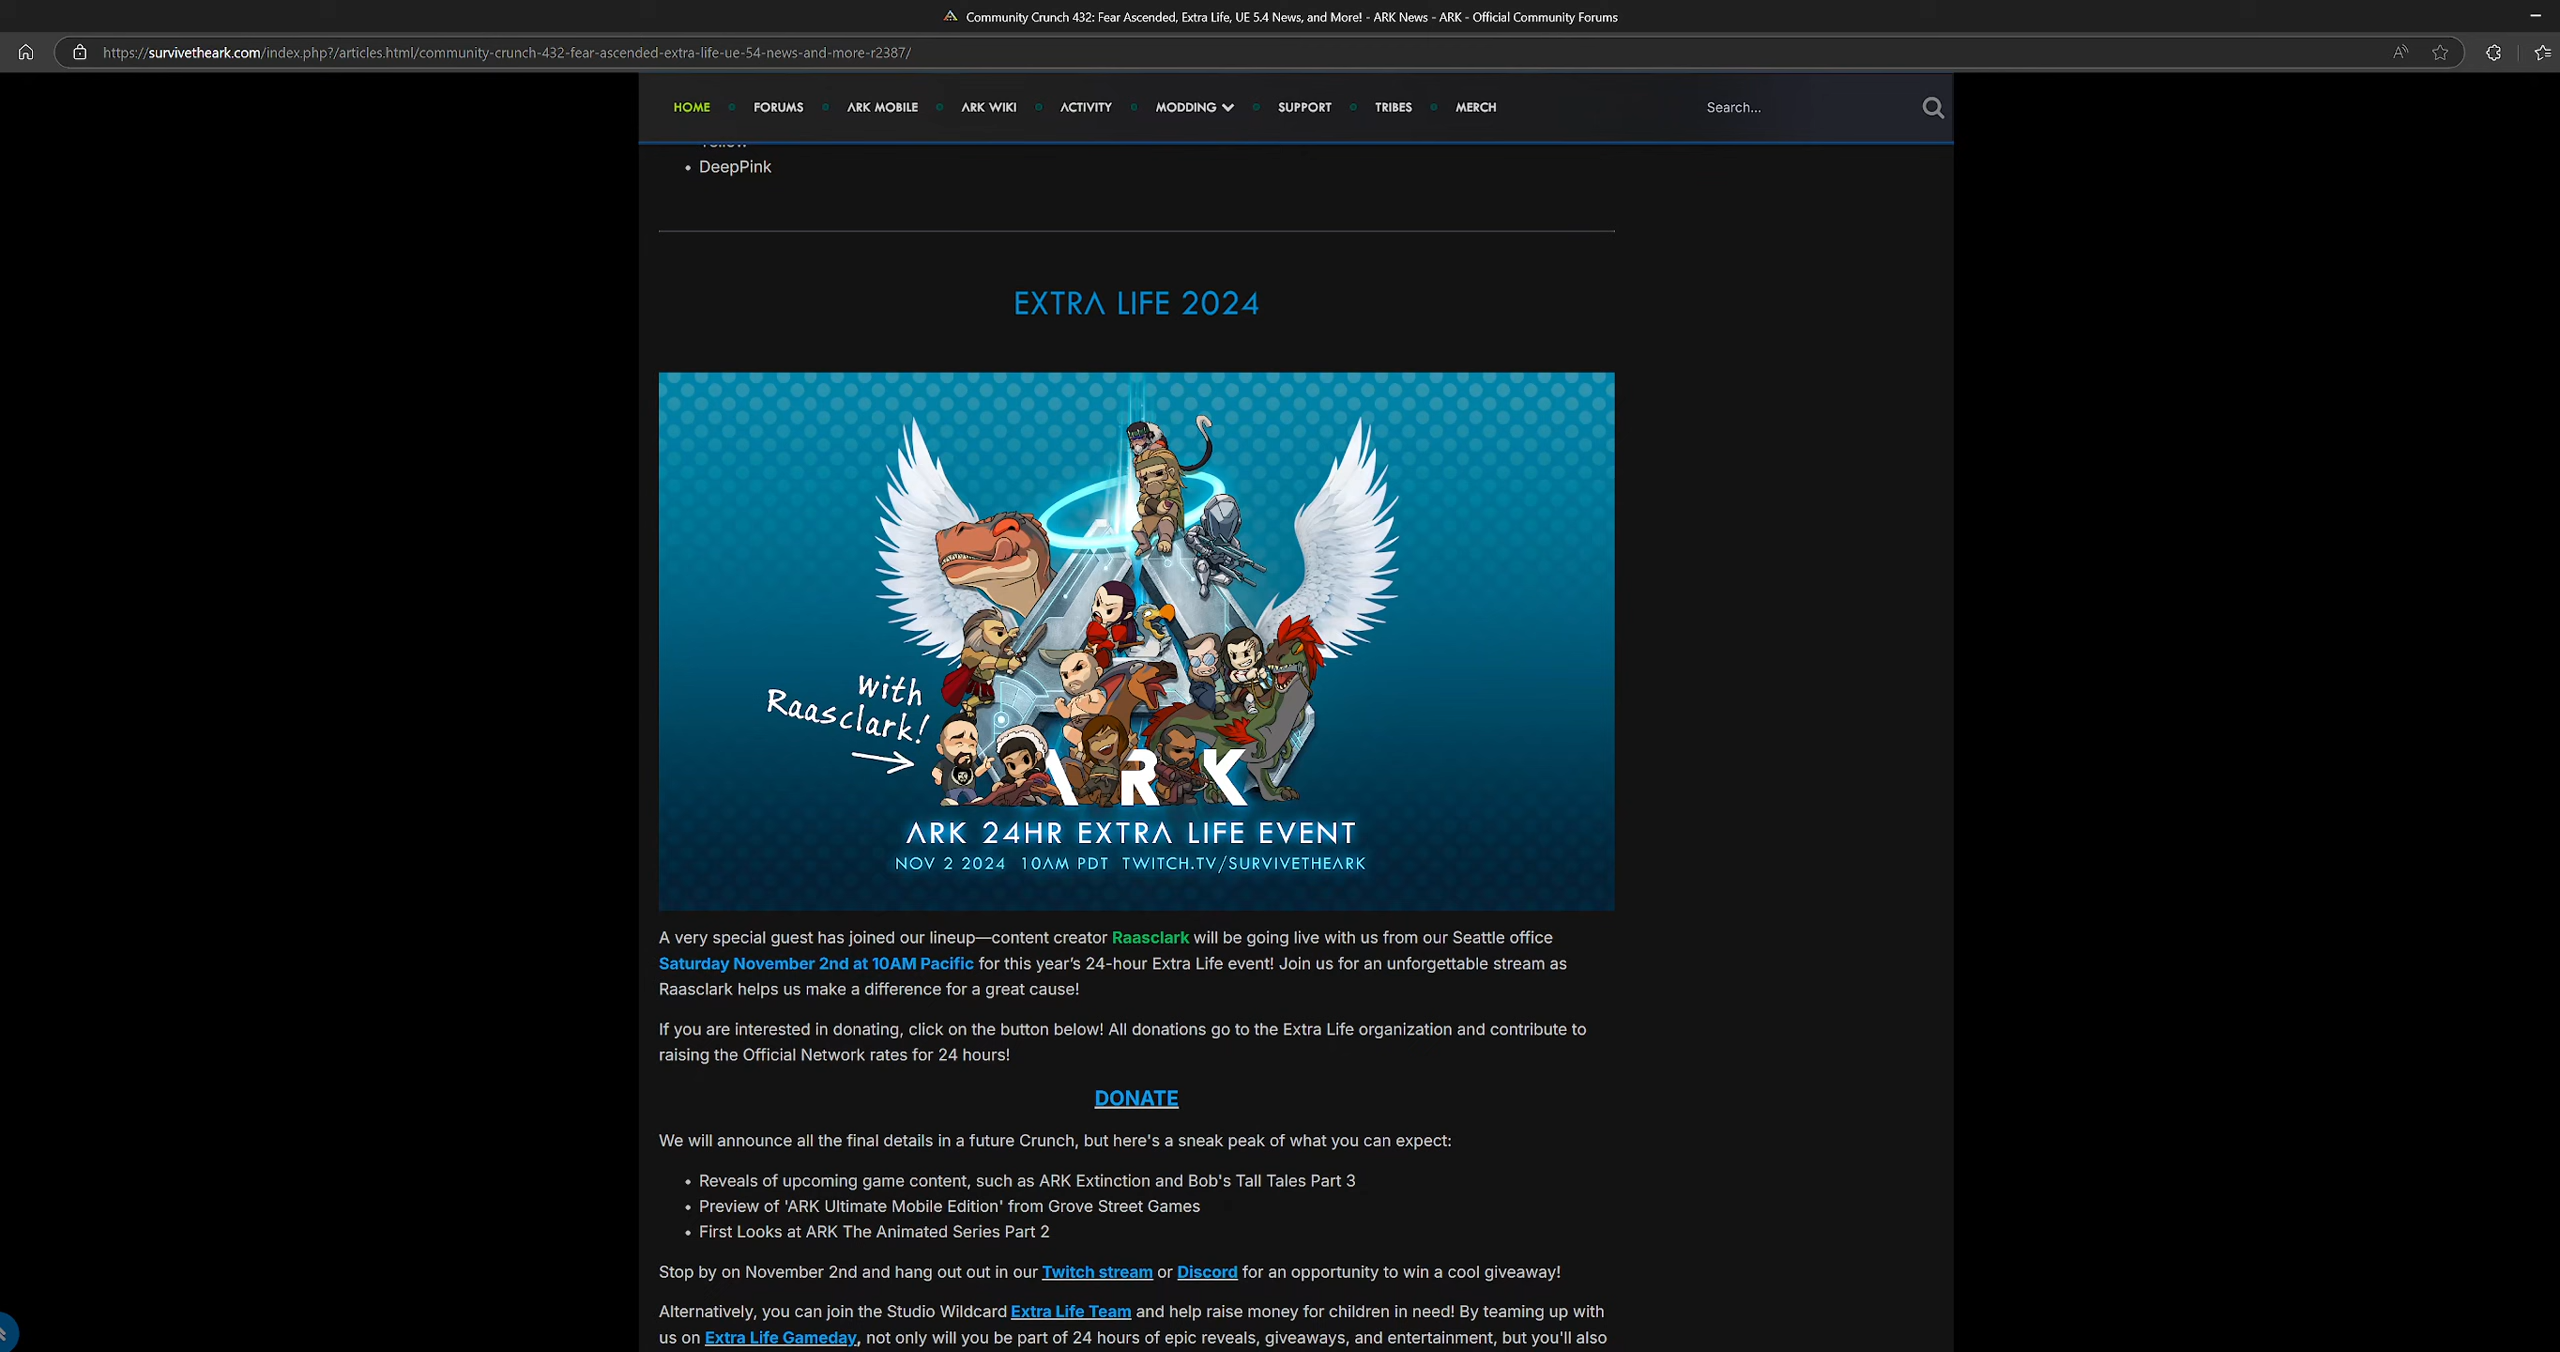 Community Crunch 432: Fear Ascended, Extra Life, UE 5.4 News, and More! - ARK News - ARK - Official Community Forums
https://survivetheark.com/index.php?/articles.html/community-crunch-432-fear-ascended-extra-life-ue-54-news-and-more-r2387/
HOME FORUMS ARK MOBILE ARK WIKI ACTIVITY MODDING SUPPORT TRIBES MERCH Search...
• DeepPink
EXTRA LIFE 2024
with
Raasclark!
ARK
ARK 24HR EXTRA LIFE EVENT
NOV 2 2024 10AM PDT TWITCH.TV/SURVIVETHEARK
A very special guest has joined our lineup—content creator Raasclark will be going live with us from our Seattle office
Saturday November 2nd at 10AM Pacific for this year's 24-hour Extra Life event! Join us for an unforgettable stream as
Raasclark helps us make a difference for a great cause!
If you are interested in donating, click on the button below! All donations go to the Extra Life organization and contribute to
raising the Official Network rates for 24 hours!
DONATE
We will announce all the final details in a future Crunch, but here's a sneak peak of what you can expect:
• Reveals of upcoming game content, such as ARK Extinction and Bob's Tall Tales Part 3
• Preview of 'ARK Ultimate Mobile Edition' from Grove Street Games
• First Looks at ARK The Animated Series Part 2
Stop by on November 2nd and hang out out in our Twitch stream or Discord for an opportunity to win a cool giveaway!
Alternatively, you can join the Studio Wildcard Extra Life Team and help raise money for children in need! By teaming up with
us on Extra Life Gameday, not only will you be part of 24 hours of epic reveals, giveaways, and entertainment, but you'll also